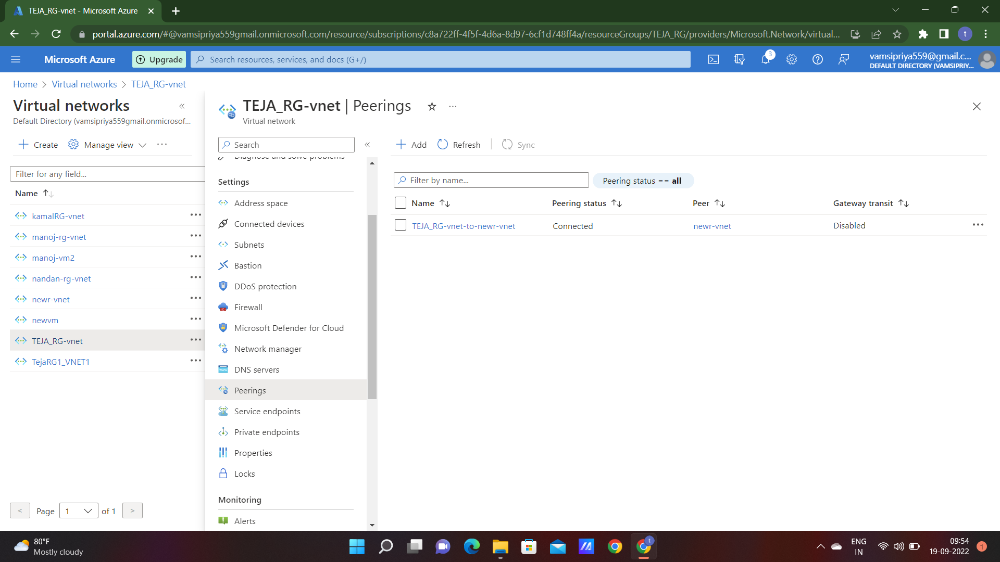 TEJA_RG-vnet - Microsoft Azure
portal.azure.com/#@vamsipriya559gmail.onmicrosoft.com/resource/subscriptions/c8a722ff-4f5f-4d6a-8d97-6cf1d748ff4a/resourceGroups/TEJA_RG/providers/Microsoft.Network/virtual...
t
Microsoft Azure
Upgrade
Search resources, services, and docs (G+/)
3
vamsipriya559@gmail.c...
DEFAULT DIRECTORY (VAMSIPRIY...
Home > Virtual networks > TEJA_RG-vnet
Virtual networks
Default Directory (vamsipriya559gmail.onmicrosof...
Create
Manage view
Filter for any field...
Name
kamalRG-vnet
manoj-rg-vnet
manoj-vm2
nandan-rg-vnet
newr-vnet
newvm
TEJA_RG-vnet
TejaRG1_VNET1
< Page 1 of 1 >
TEJA_RG-vnet | Peerings
Virtual network
Search
Diagnose and solve problems
Settings
Address space
Connected devices
Subnets
Bastion
DDoS protection
Firewall
Microsoft Defender for Cloud
Network manager
DNS servers
Peerings
Service endpoints
Private endpoints
Properties
Locks
Monitoring
Alerts
Add Refresh Sync
Filter by name...
Peering status == all
Name Peering status Peer Gateway transit
TEJA_RG-vnet-to-newr-vnet Connected newr-vnet Disabled
80°F
Mostly cloudy
t
ENG
IN
09:54
19-09-2022
1